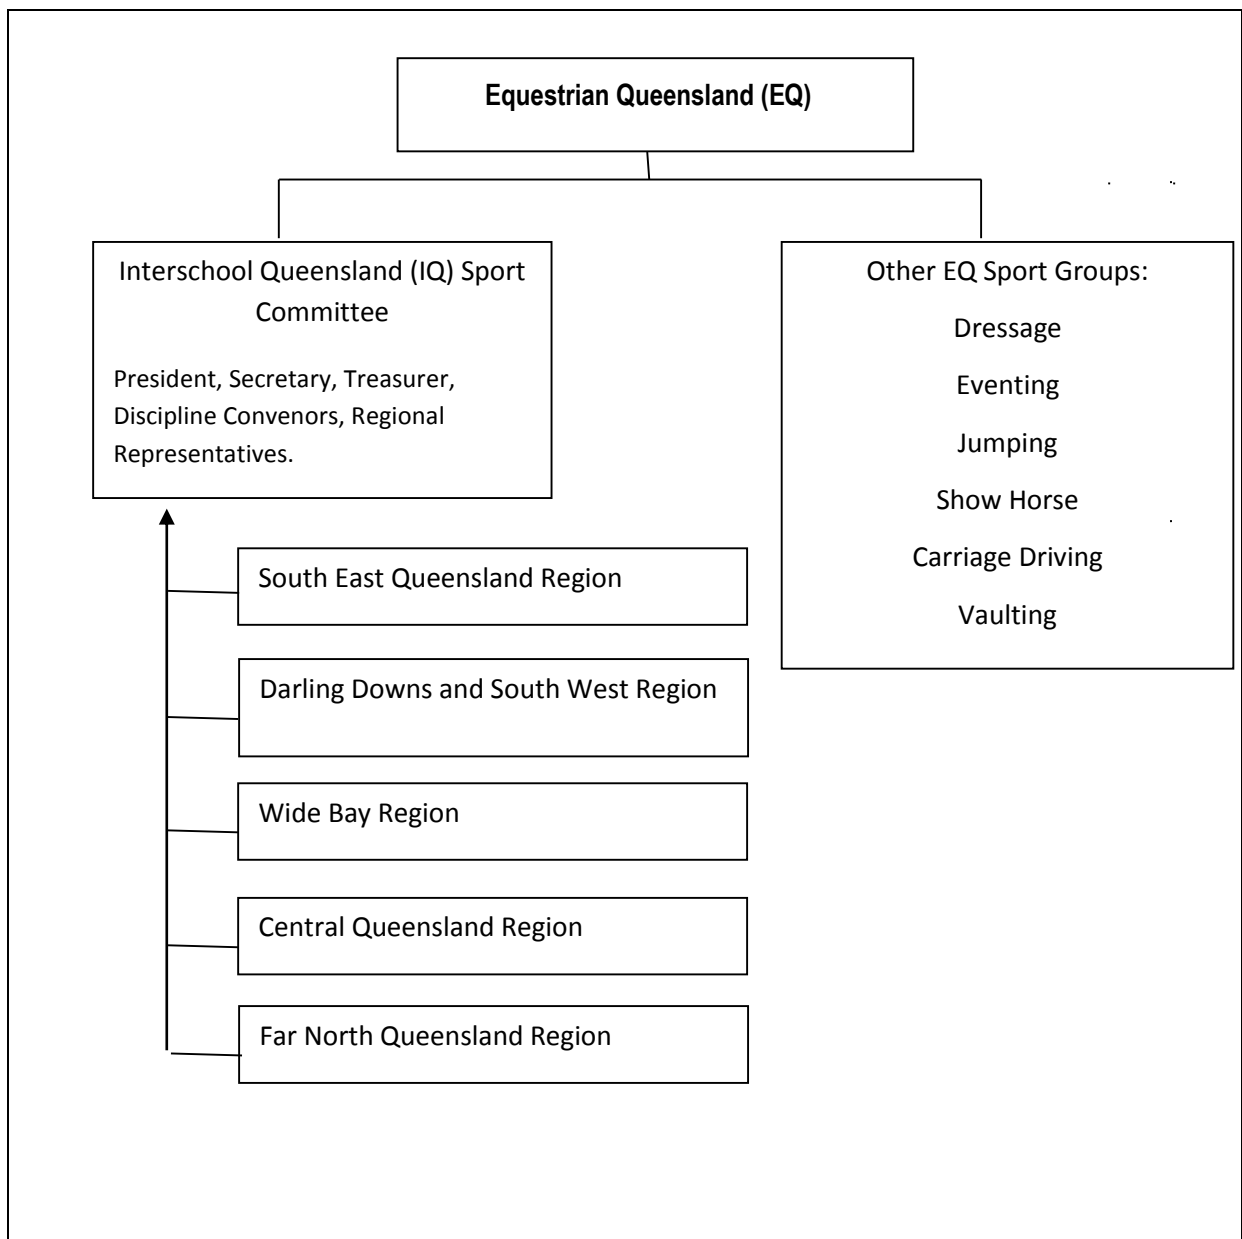 Equestrian Queensland (EQ)
Interschool Queensland (IQ) Sport
Committee
President, Secretary, Treasurer,
Discipline Convenors, Regional
Representatives.
Other EQ Sport Groups:
Dressage
Eventing
Jumping
Show Horse
Carriage Driving
Vaulting
South East Queensland Region
Darling Downs and South West Region
Wide Bay Region
Central Queensland Region
Far North Queensland Region